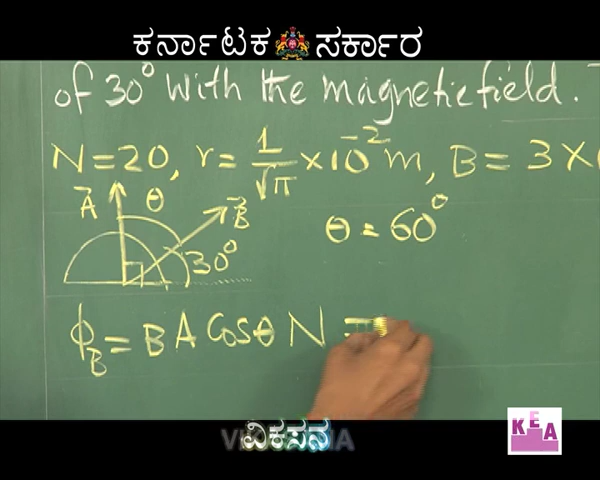 ಕರ್ನಾಟಕ ಸರ್ಕಾರ
of 30° with the magnetic field.
N = 20, r = 1/√π × 10⁻² m, B = 3 ×
A⃗ θ B⃗
30°
θ = 60°
ϕ_B = B A Cosθ N =
ವಿಕಸನ
KEA